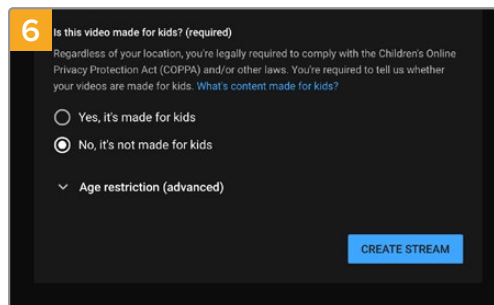 6
Is this video made for kids? (required)
Regardless of your location, you're legally required to comply with the Children's Online
Privacy Protection Act (COPPA) and/or other laws. You're required to tell us whether
your videos are made for kids. What's content made for kids?
Yes, it's made for kids
No, it's not made for kids
Age restriction (advanced)
CREATE STREAM